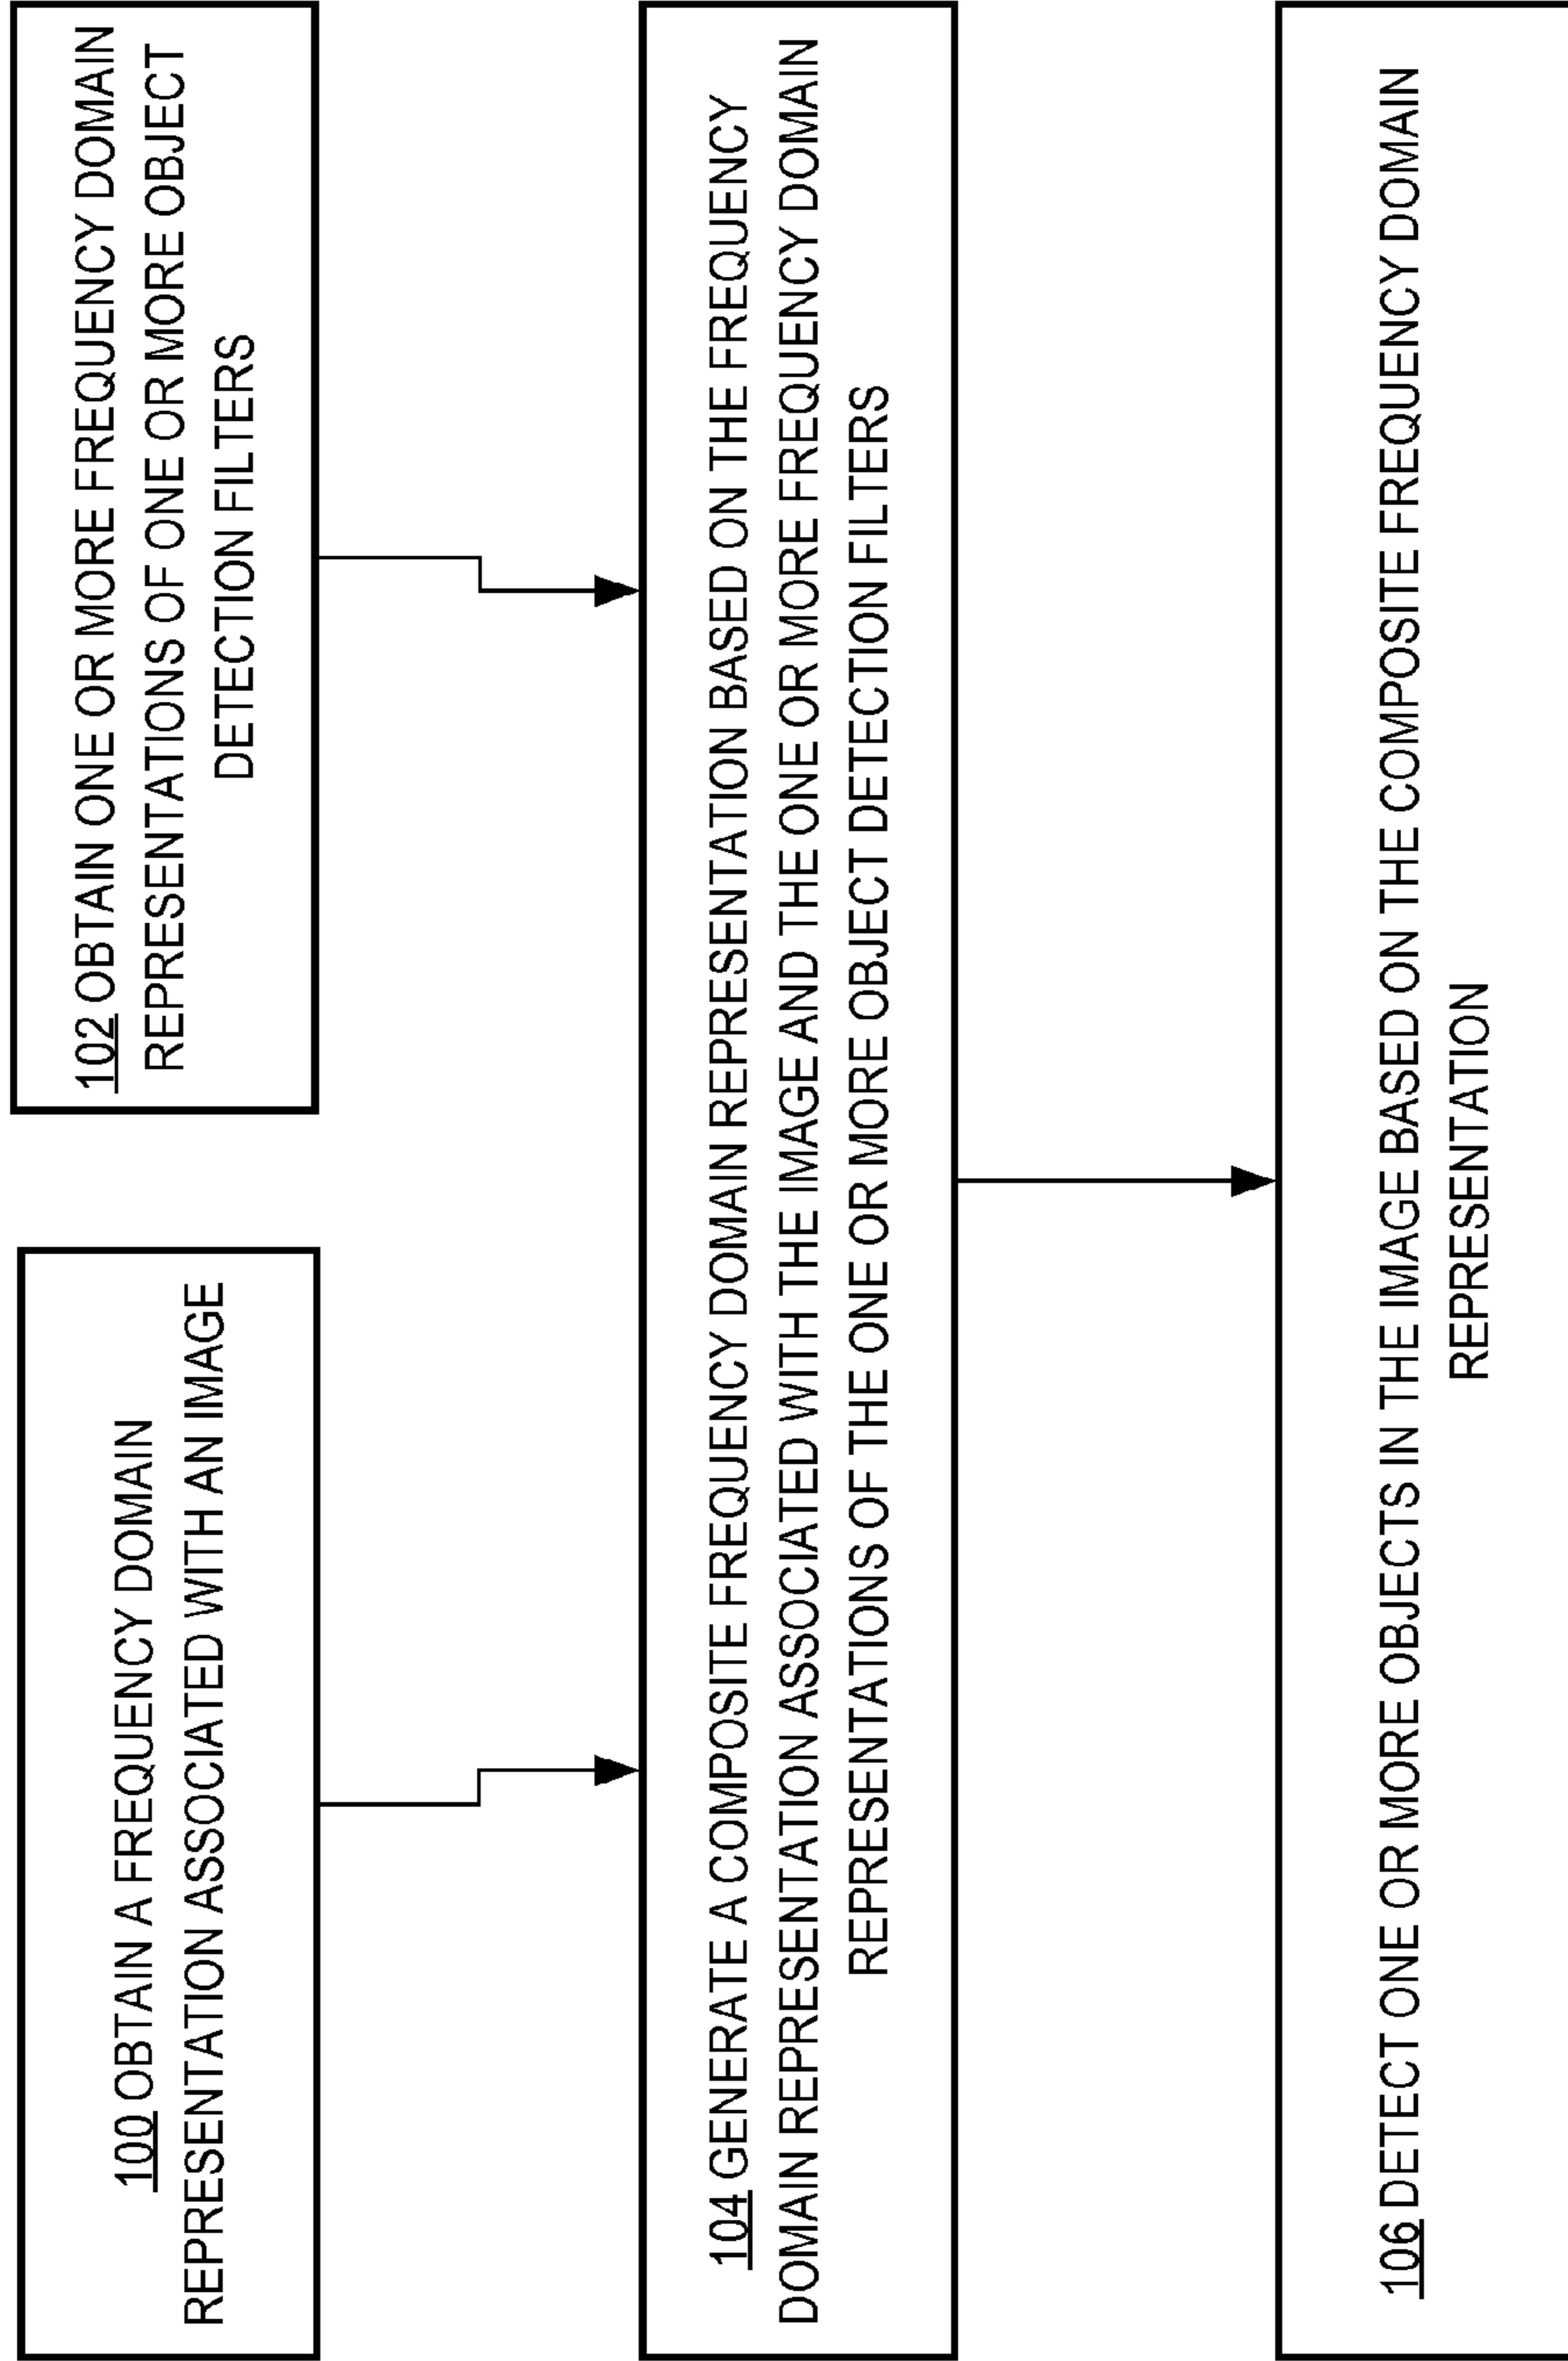 100 OBTAIN A FREQUENCY DOMAIN
REPRESENTATION ASSOCIATED WITH AN IMAGE
102 OBTAIN ONE OR MORE FREQUENCY DOMAIN
REPRESENTATIONS OF ONE OR MORE OBJECT
DETECTION FILTERS
104 GENERATE A COMPOSITE FREQUENCY DOMAIN REPRESENTATION BASED ON THE FREQUENCY
DOMAIN REPRESENTATION ASSOCIATED WITH THE IMAGE AND THE ONE OR MORE FREQUENCY DOMAIN
REPRESENTATIONS OF THE ONE OR MORE OBJECT DETECTION FILTERS
106 DETECT ONE OR MORE OBJECTS IN THE IMAGE BASED ON THE COMPOSITE FREQUENCY DOMAIN
REPRESENTATION